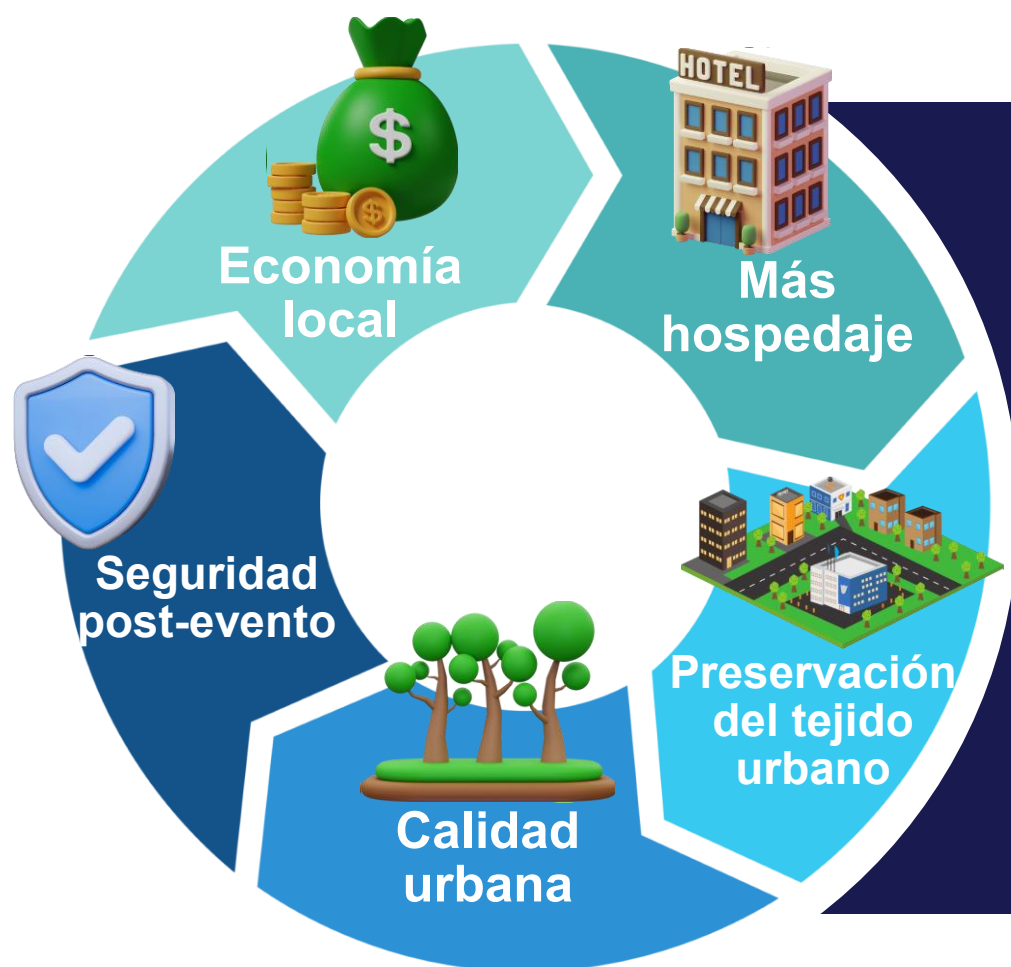 HOTEL
$
$
Economía
local
Más
hospedaje
Preservación
del tejido
urbano
Calidad
urbana
Seguridad
post-evento